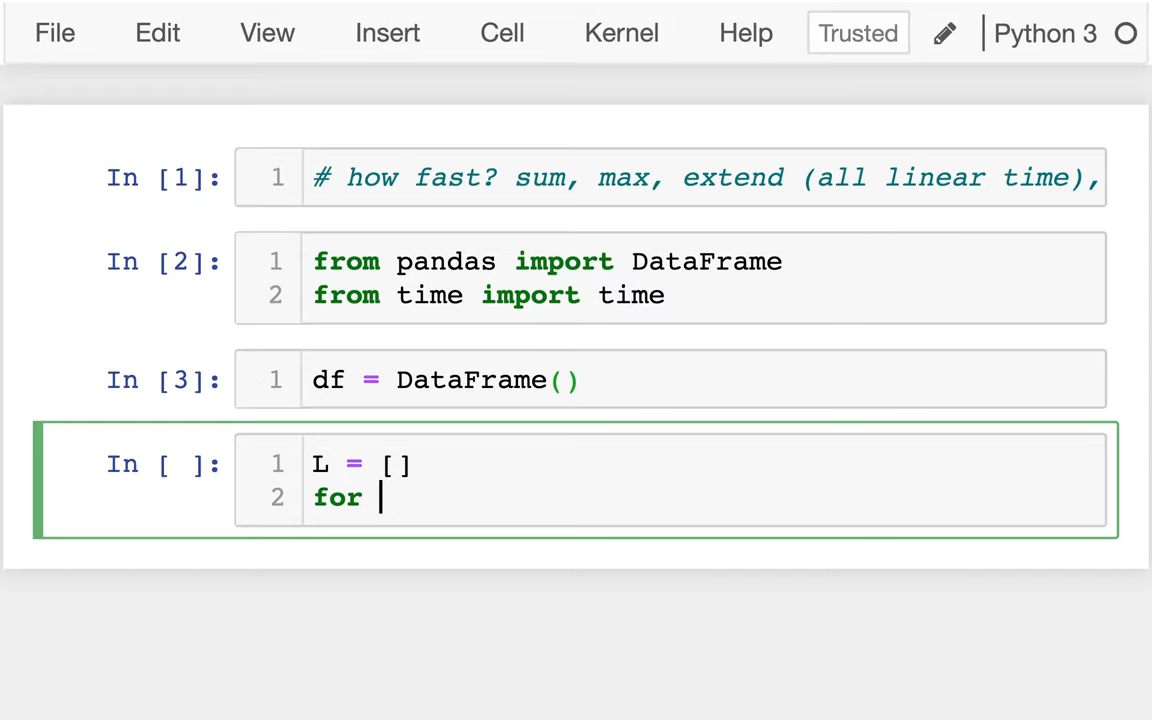 File Edit View Insert Cell Kernel Help Trusted Python 3
In [1]: 1 # how fast? sum, max, extend (all linear time),
In [2]: 1 from pandas import DataFrame
2 from time import time
In [3]: 1 df = DataFrame()
In [ ]: 1 L = []
2 for